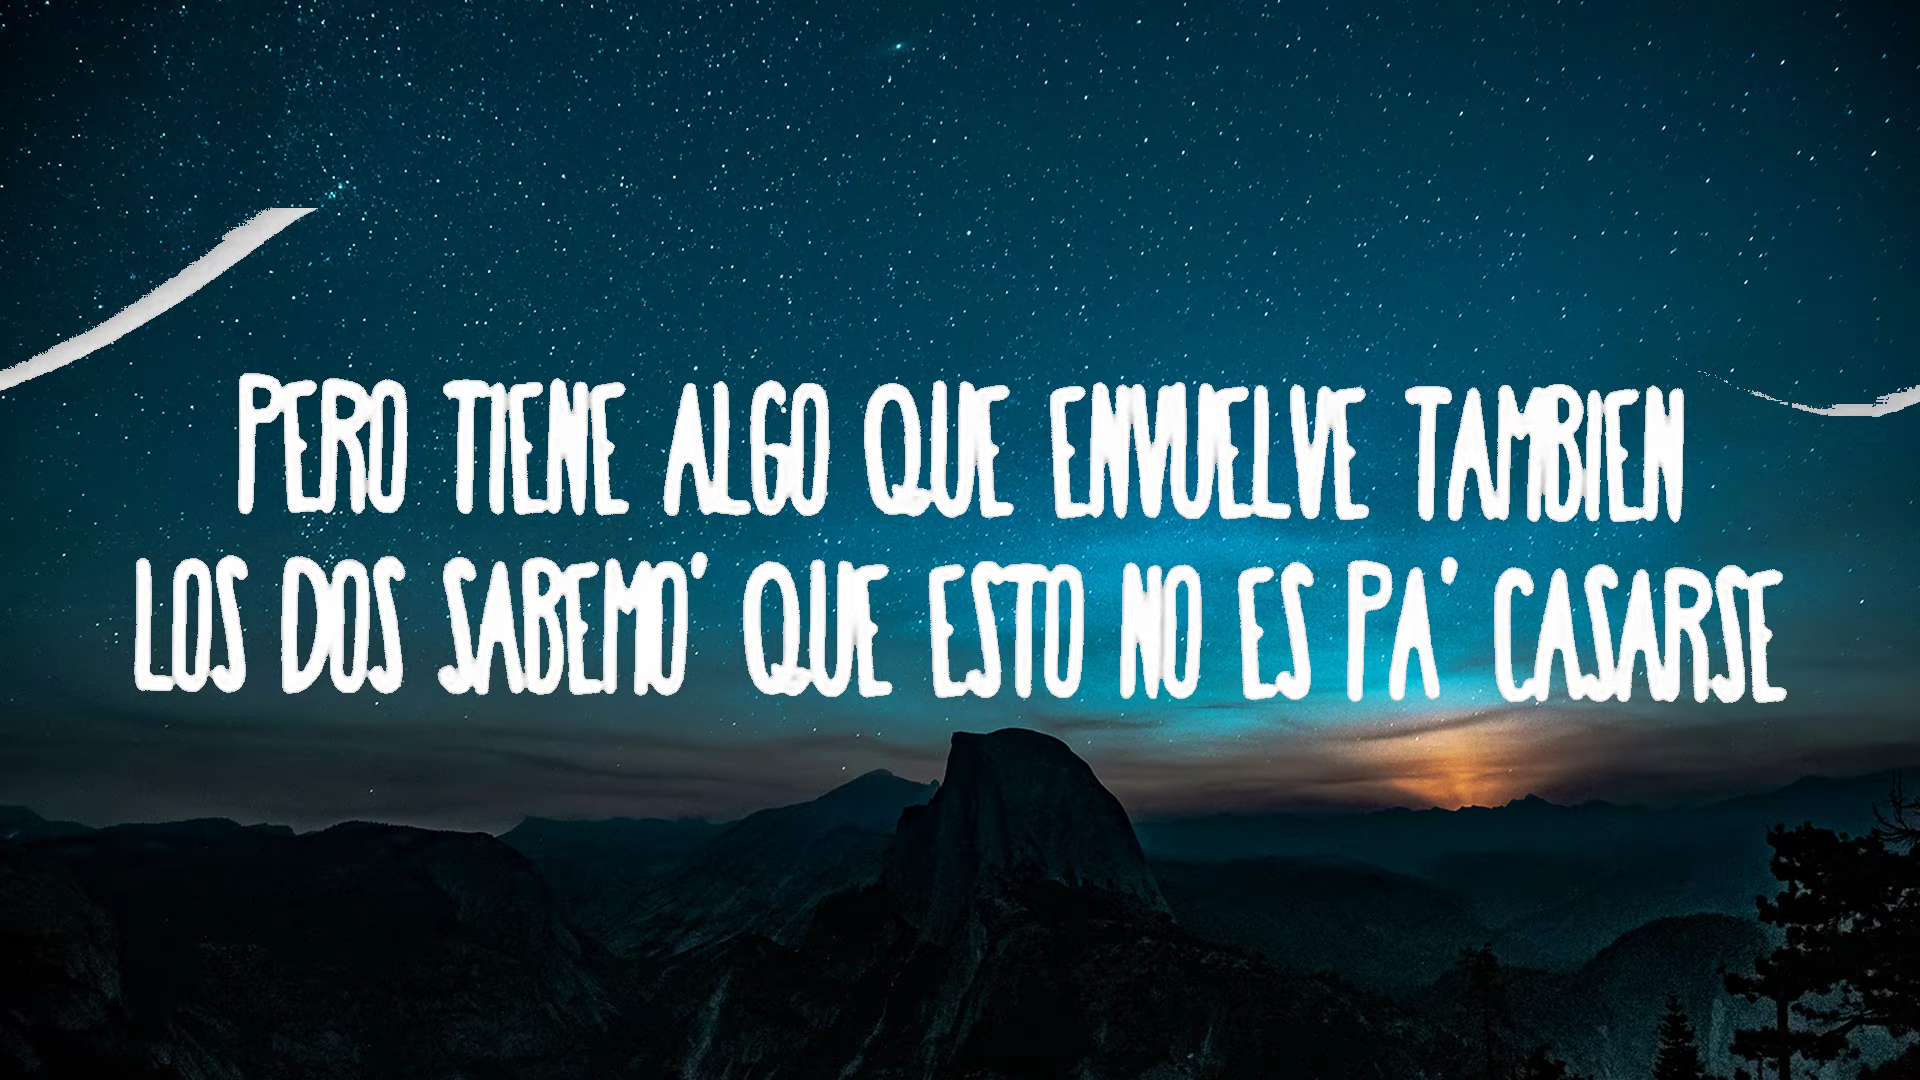 PERO TIENE ALGO QUE ENVUELVE TAMBIEN
LOS DOS SABEMO' QUE ESTO NO ES PA' CASARSE